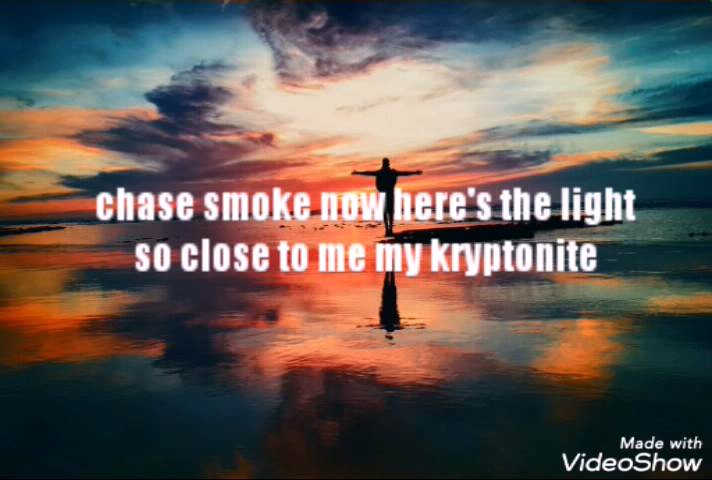 chase smoke now here's the light
so close to me my kryptonite
Made with
VideoShow